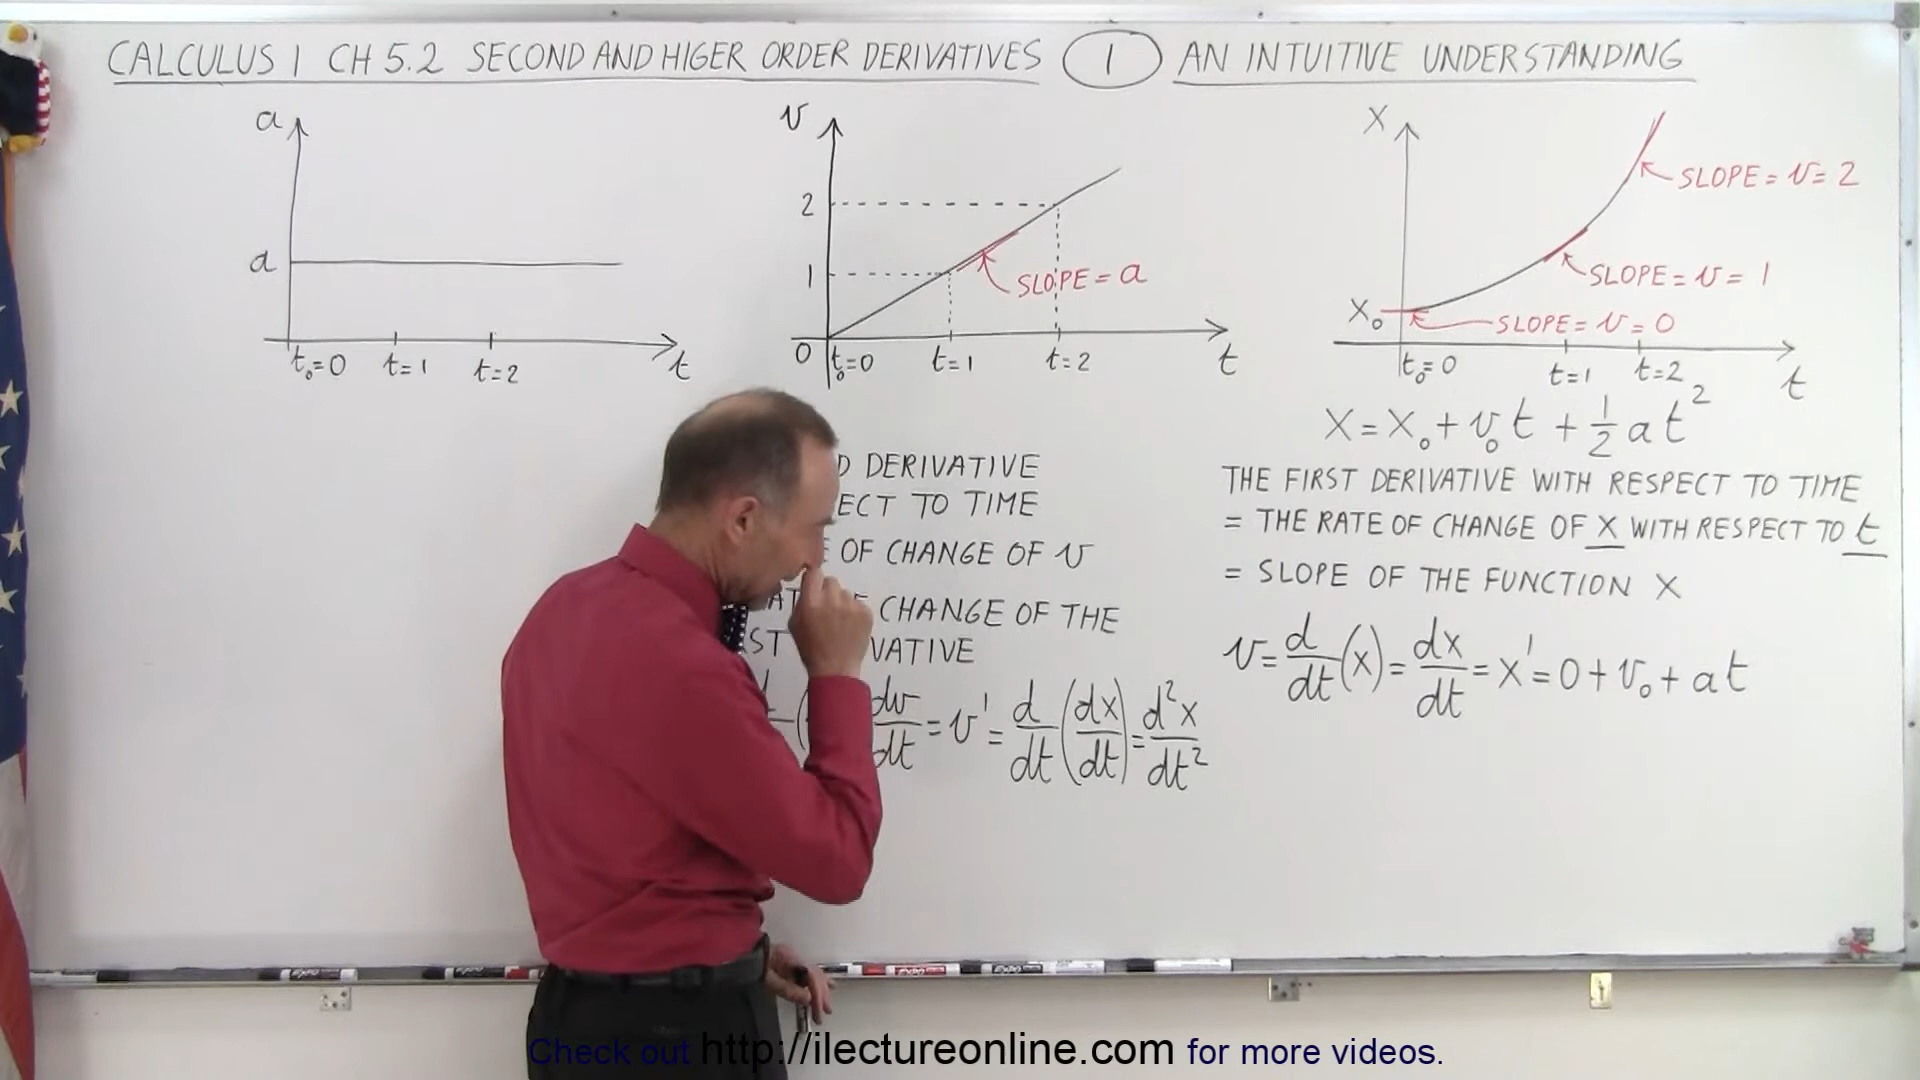 CALCULUS 1 CH 5.2 SECOND AND HIGER ORDER DERIVATIVES 1 AN INTUITIVE UNDERSTANDING
a
a
t₀=0 t=1 t=2 t
v
2
1
SLOPE = a
0 t₀=0 t=1 t=2 t
X
SLOPE = v = 2
SLOPE = v = 1
X₀
SLOPE = v = 0
t₀=0 t=1 t=2 t
X = X₀ + v₀t + 1/2 at²
DERIVATIVE
TO TIME
OF CHANGE OF v
CHANGE OF THE
dv/dt = v' = d/dt (dx/dt) = d²x/dt²
THE FIRST DERIVATIVE WITH RESPECT TO TIME
= THE RATE OF CHANGE OF X WITH RESPECT TO t
= SLOPE OF THE FUNCTION X
v = d/dt (x) = dx/dt = x' = 0 + v₀ + at
EXPO
Check out http://ilectureonline.com for more videos.